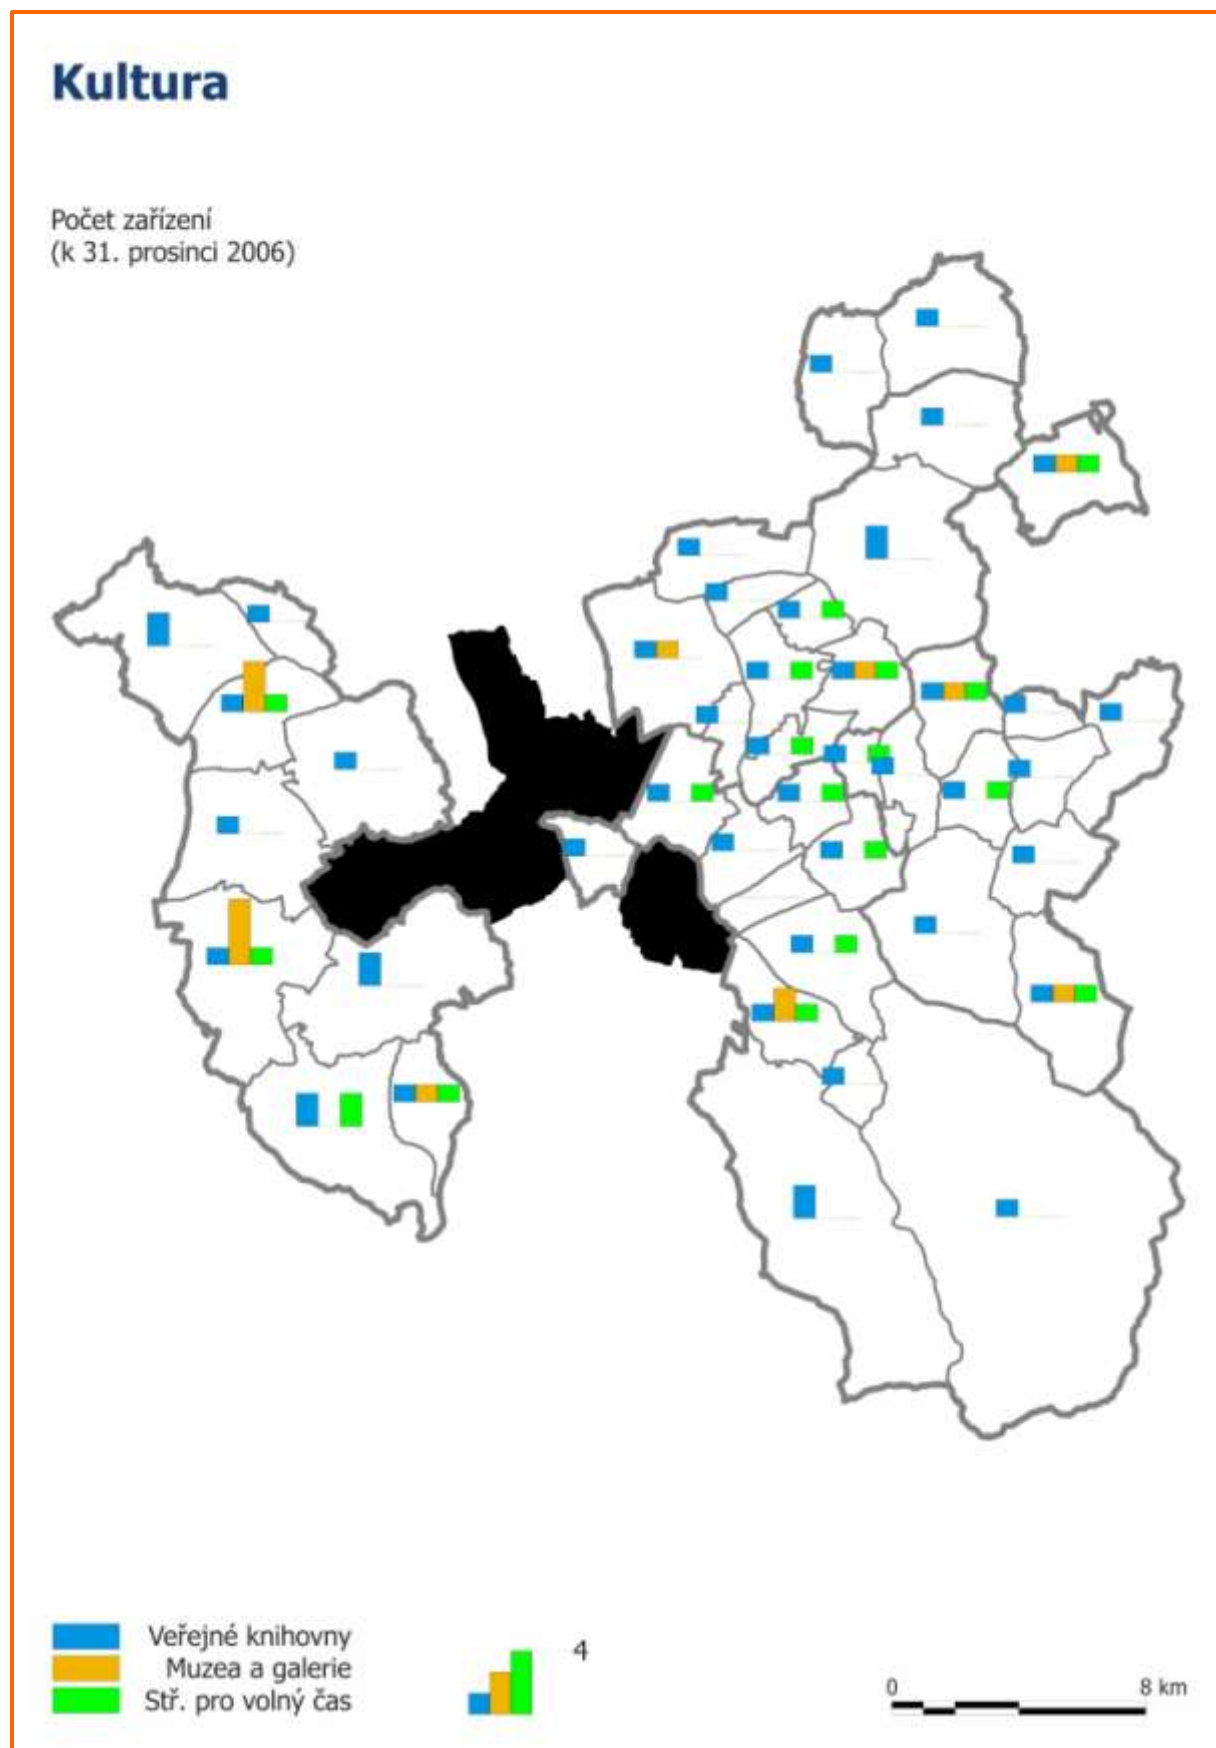 Kultura
Počet zařízení
(k 31. prosinci 2006)
Veřejné knihovny
Muzea a galerie
Stř. pro volný čas
4
0 8 km